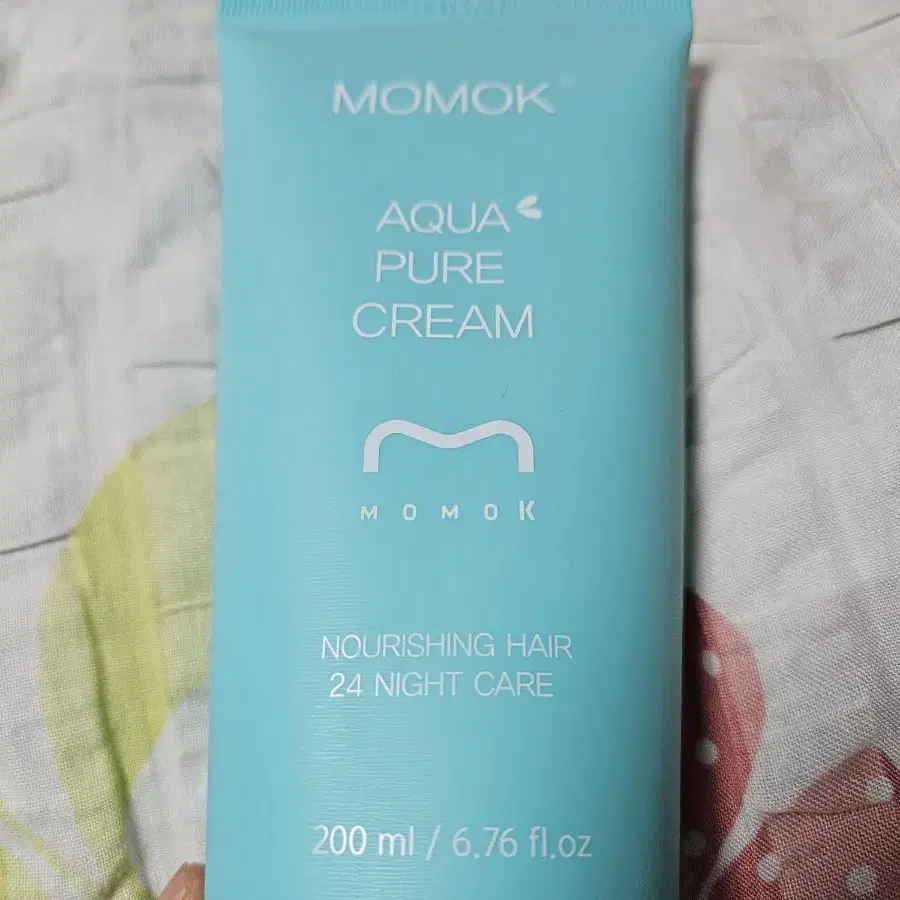 MOMOK
AQUA
PURE
CREAM
MOMOK
NOURISHING HAIR
24 NIGHT CARE
200 ml / 6.76 fl.oz